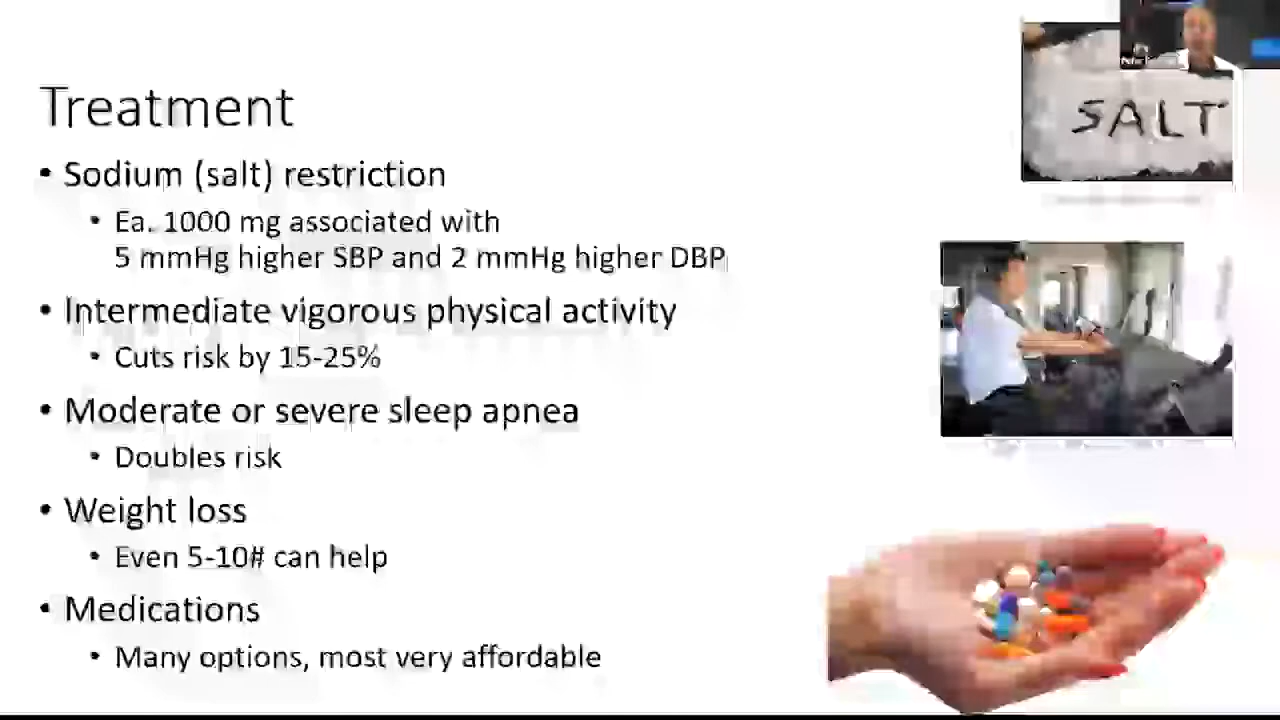 Treatment
• Sodium (salt) restriction
• Ea. 1000 mg associated with
5 mmHg higher SBP and 2 mmHg higher DBP
• Intermediate vigorous physical activity
• Cuts risk by 15-25%
• Moderate or severe sleep apnea
• Doubles risk
• Weight loss
• Even 5-10# can help
• Medications
• Many options, most very affordable
SALT